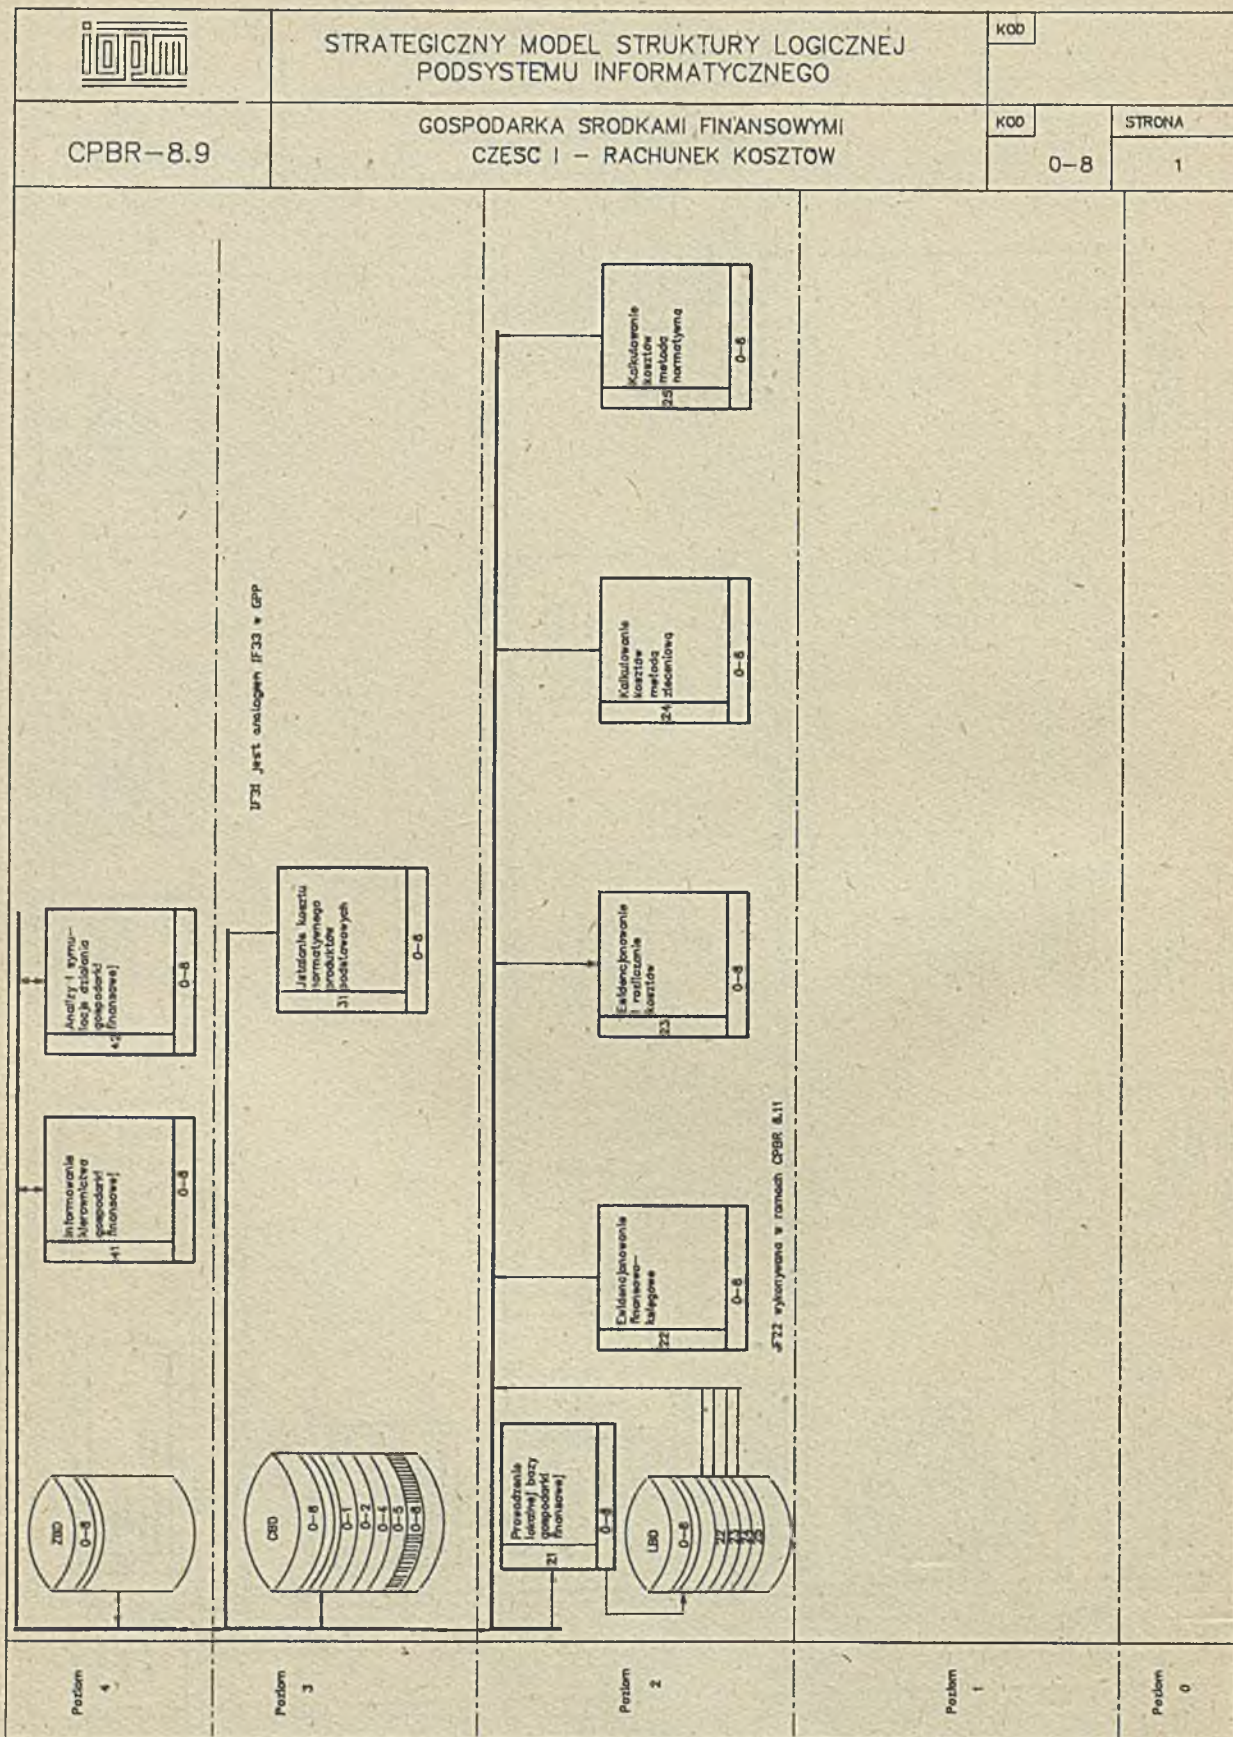 iopm
STRATEGICZNY MODEL STRUKTURY LOGICZNEJ
PODSYSTEMU INFORMATYCZNEGO
KOD
CPBR-8.9
GOSPODARKA SRODKAMI FINANSOWYMI
CZĘSC I - RACHUNEK KOSZTOW
KOD
0-8
STRONA
1
Poziom
4
ZBD
0-8
41
Informowanie
kierownictwa
gospodarki
finansowej
0-8
42
Analizy i symu-
lacje działania
gospodarki
finansowej
0-8
Poziom
3
CBD
0-8
0-1
0-2
0-4
0-5
0-8
31
Ustalanie kosztu
normatywnego
produktów
podstawowych
0-8
IF31 jest analogem IF33 w GPP
Poziom
2
21
Prowadzenie
lokalnej bazy
gospodarki
finansowej
0-8
LBD
0-8
22
23
25
22
Ewidencjonowanie
finansowo-
księgowe
0-8
JF22 wykonywana w ramach CPBR 8.11
23
Ewidencjonowanie
i rozliczanie
kosztów
0-8
24
Kalkulowanie
kosztów
metodą
zleceniową
0-8
25
Kalkulowanie
kosztów
metodą
normatywną
0-8
Poziom
1
Poziom
0